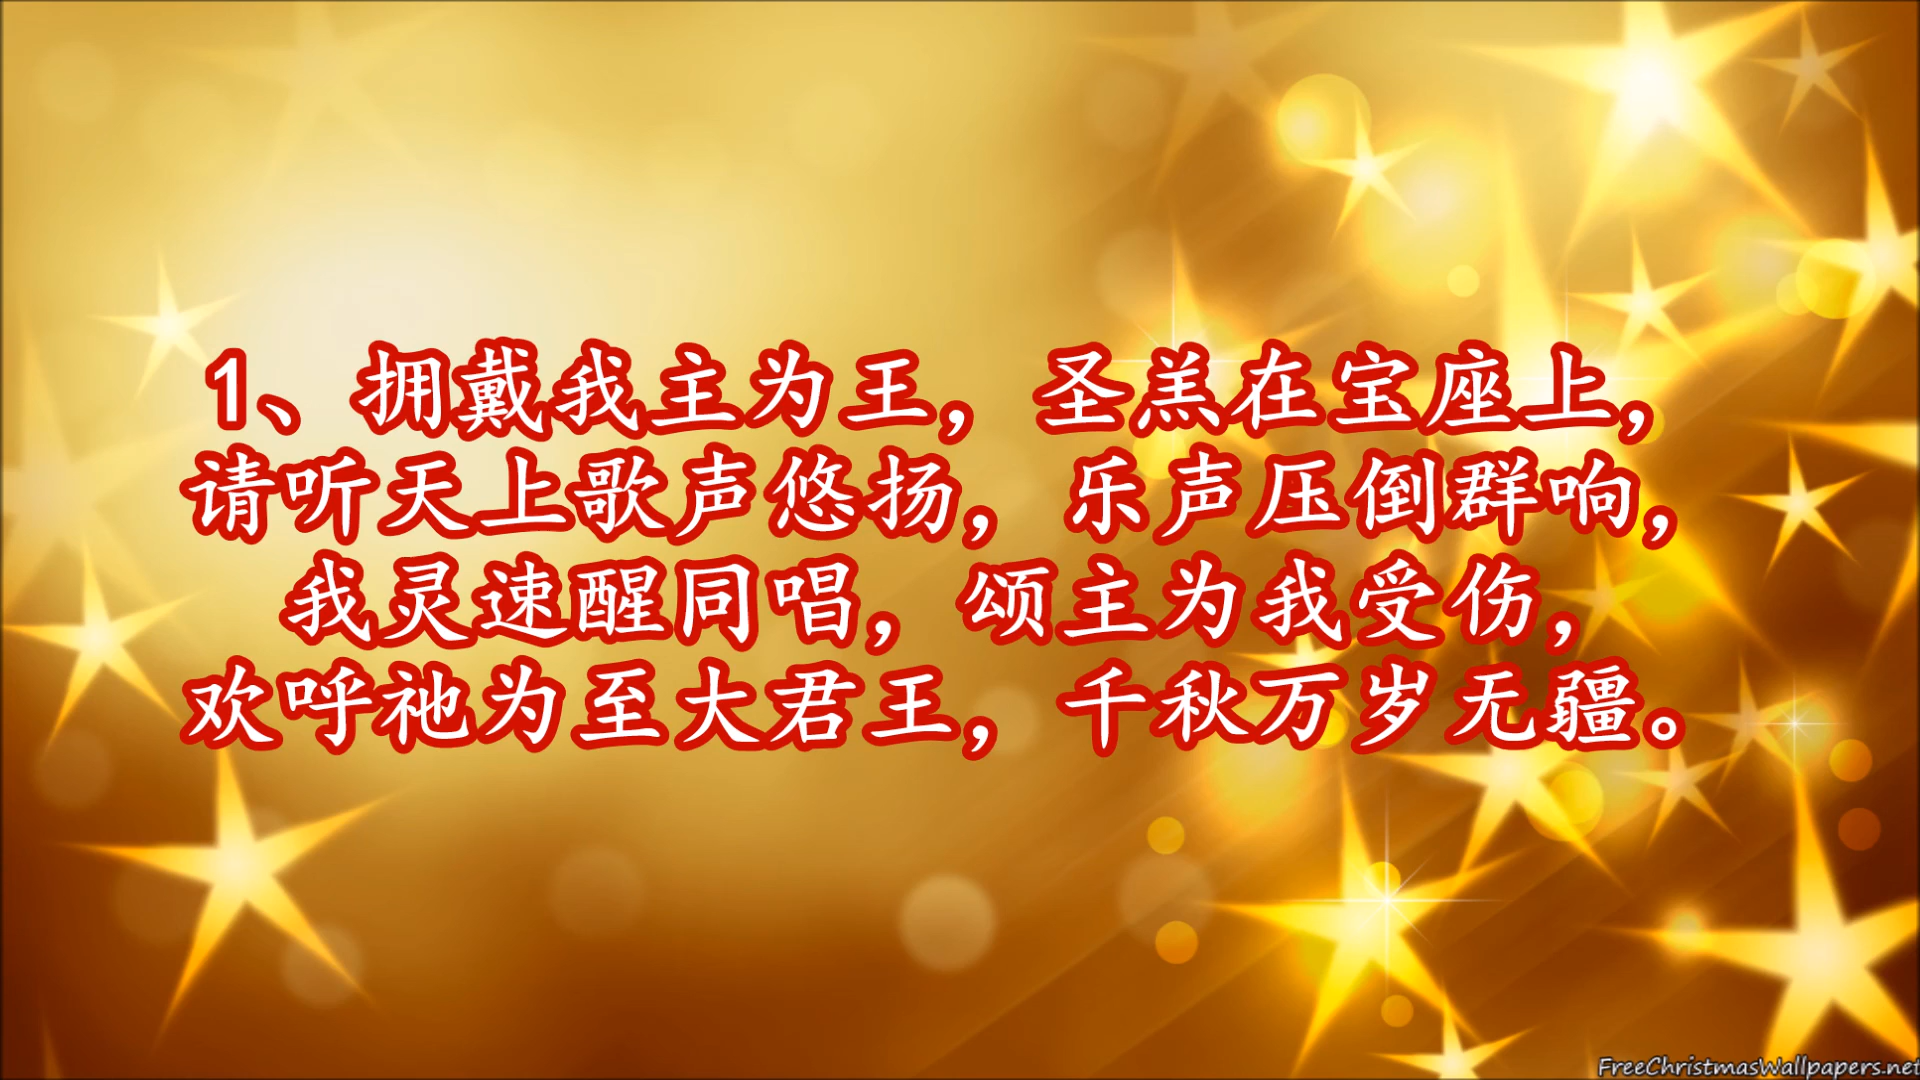 1、拥戴我主为王，圣羔在宝座上，
请听天上歌声悠扬，乐声压倒群响，
我灵速醒同唱，颂主为我受伤，
欢呼祂为至大君王，千秋万岁无疆。
FreeChristmasWallpapers.net